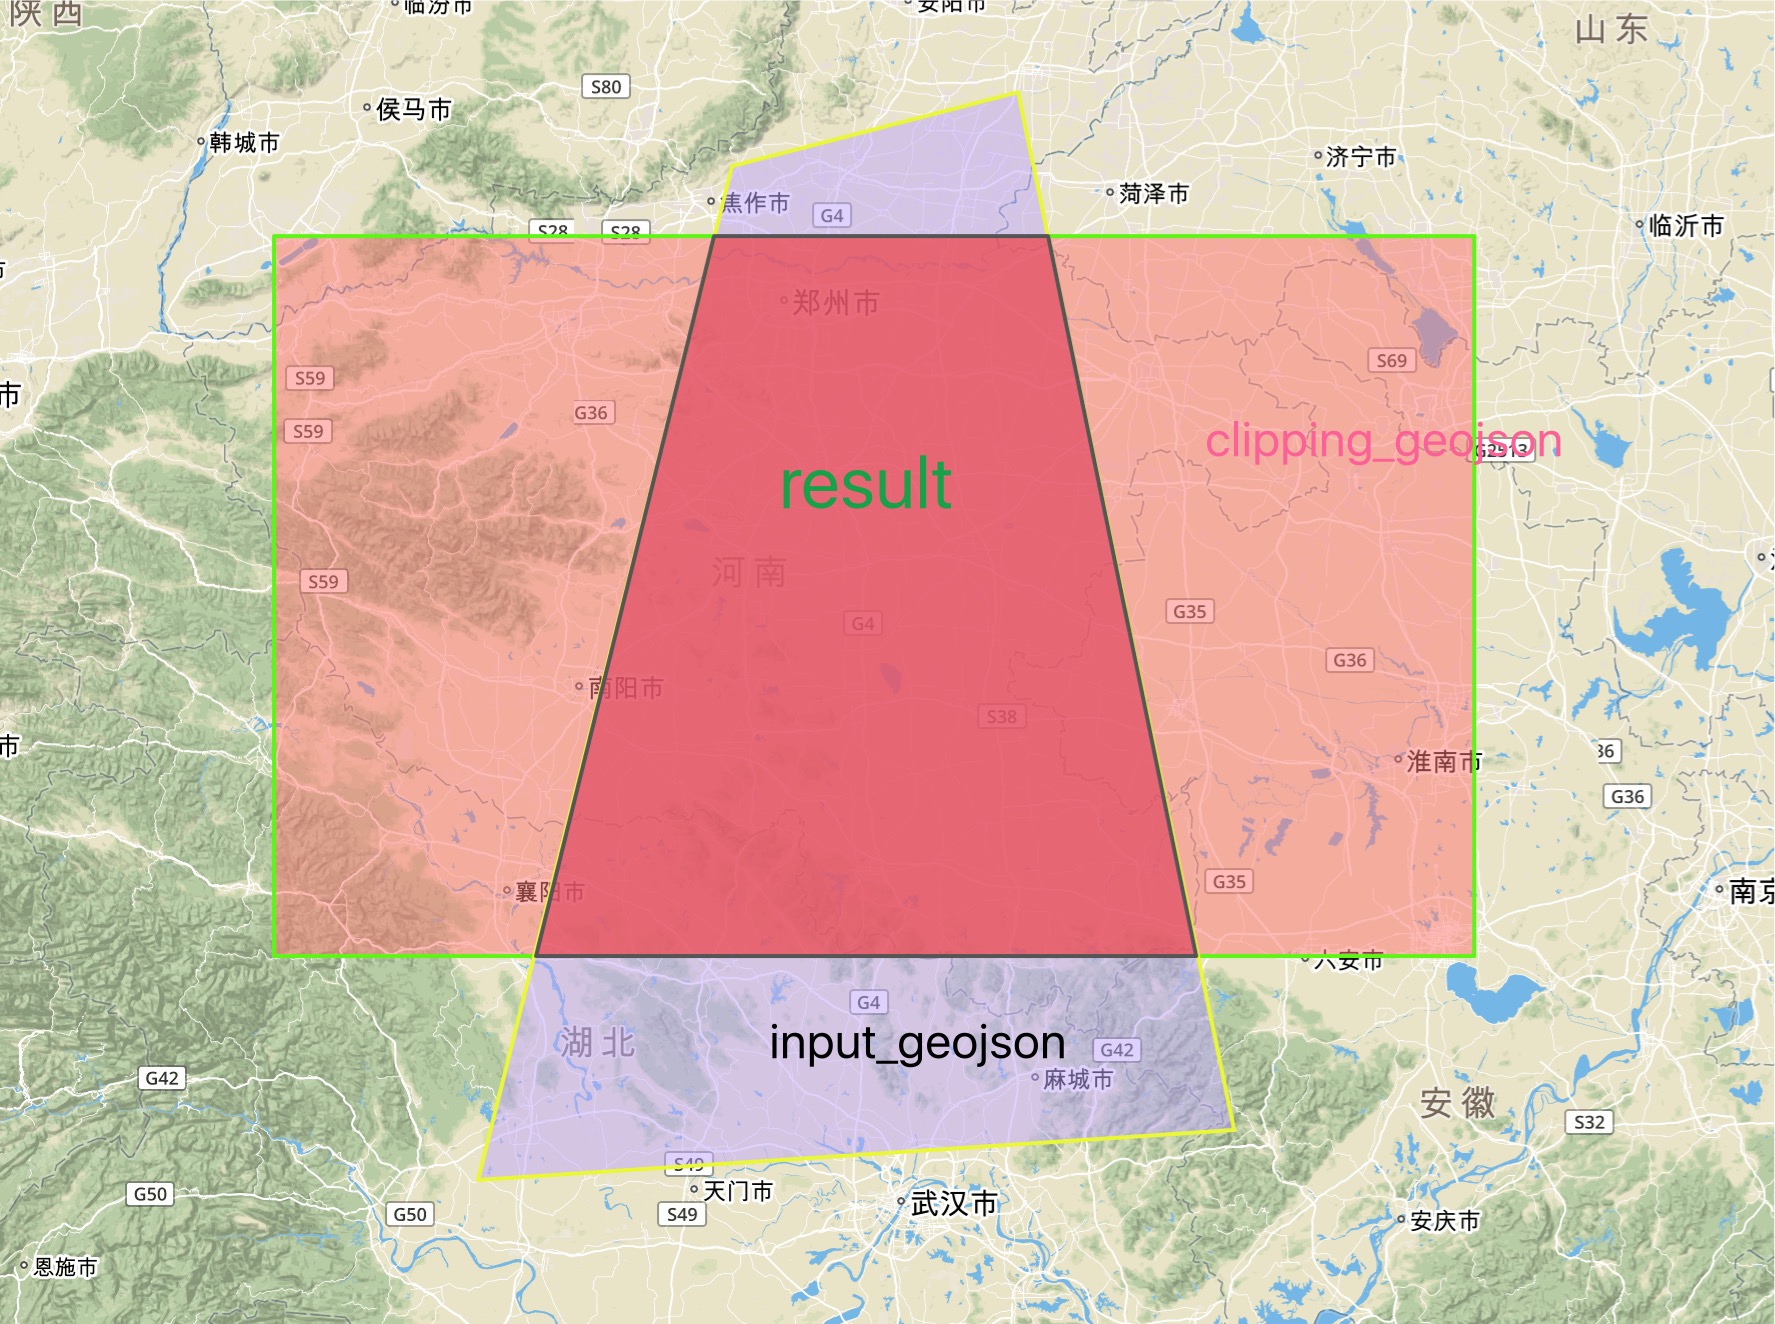 陕西
临汾市
安阳市
山东
S80
侯马市
韩城市
济宁市
菏泽市
焦作市
G4
临沂市
S28
S28
郑州市
S59
S69
市
G36
S59
clipping_geojson
G2513
result
河南
S59
G35
G4
G36
南阳市
S38
市
36
淮南市
G36
G35
襄阳市
南京
六安市
G4
湖北
input_geojson
G42
G42
麻城市
安徽
S32
S49
天门市
G50
武汉市
G50
S49
安庆市
恩施市